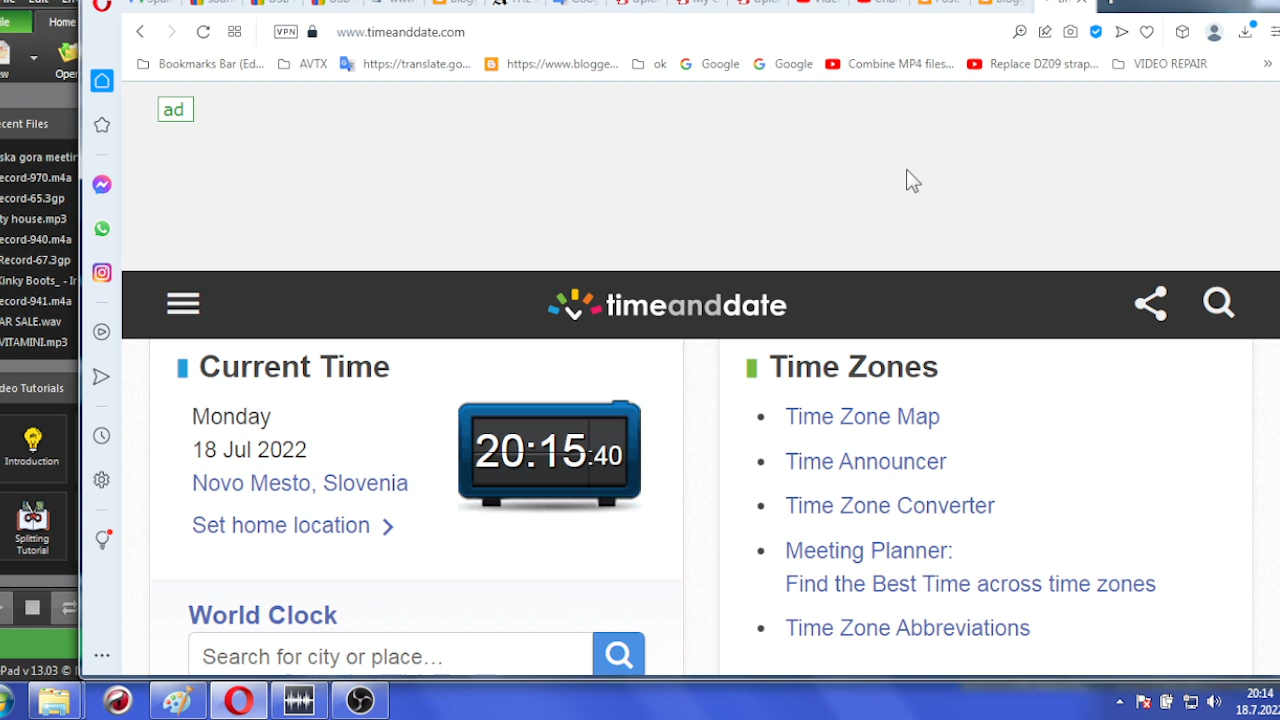 Home
www.timeanddate.com
VPN
Bookmarks Bar (Ed...
AVTX
https://translate.go...
https://www.blogge...
ok
Google
Google
Combine MP4 files...
Replace DZ09 strap...
VIDEO REPAIR
»
Open
ad
ecent Files
ska gora meetin
ecord-970.m4a
ecord-65.3gp
ty house.mp3
ecord-940.m4a
Record-67.3gp
Kinky Boots_ - In
Record-941.m4a
AR SALE.wav
VITAMINI.mp3
timeanddate
Current Time
Monday
18 Jul 2022
Novo Mesto, Slovenia
Set home location
20:15:40
World Clock
Search for city or place...
Time Zones
• Time Zone Map
• Time Announcer
• Time Zone Converter
• Meeting Planner:
Find the Best Time across time zones
• Time Zone Abbreviations
deo Tutorials
Introduction
Splitting
Tutorial
Pad v 13.03 ©
20:14
18.7.2022